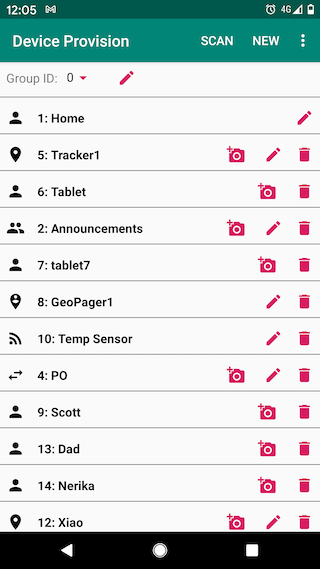 12:05
4G
Device Provision SCAN NEW
Group ID: 0
1: Home
5: Tracker1
6: Tablet
2: Announcements
7: tablet7
8: GeoPager1
10: Temp Sensor
4: PO
9: Scott
13: Dad
14: Nerika
12: Xiao